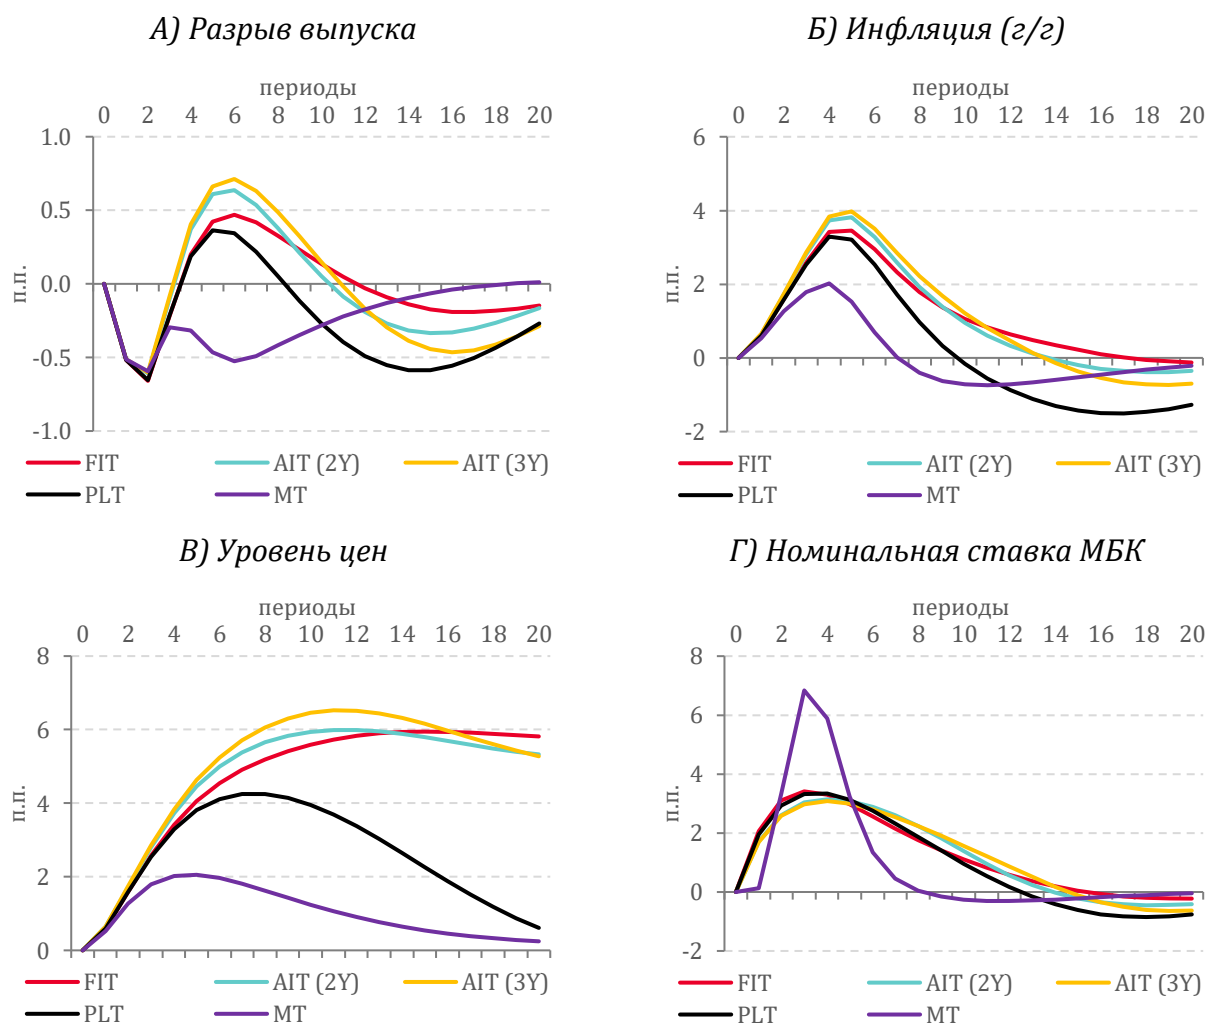 А) Разрыв выпуска
периоды
0 2 4 6 8 10 12 14 16 18 20
1.0
0.5
0.0
-0.5
-1.0
п.п.
FIT AIT (2Y) AIT (3Y)
PLT MT
Б) Инфляция (г/г)
периоды
0 2 4 6 8 10 12 14 16 18 20
6
4
2
0
-2
п.п.
FIT AIT (2Y) AIT (3Y)
PLT MT
В) Уровень цен
периоды
0 2 4 6 8 10 12 14 16 18 20
8
6
4
2
0
п.п.
FIT AIT (2Y) AIT (3Y)
PLT MT
Г) Номинальная ставка МБК
периоды
0 2 4 6 8 10 12 14 16 18 20
8
6
4
2
0
-2
п.п.
FIT AIT (2Y) AIT (3Y)
PLT MT